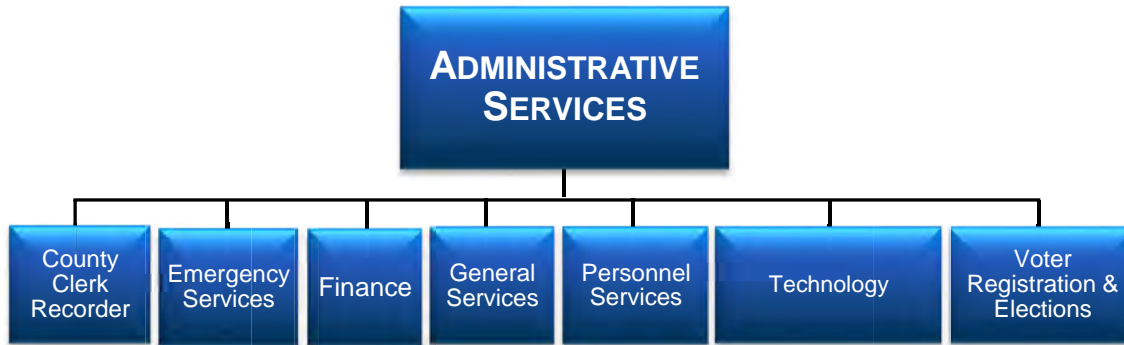 ADMINISTRATIVE
SERVICES
County
Clerk
Recorder
Emergency
Services
Finance
General
Services
Personnel
Services
Technology
Voter
Registration &
Elections